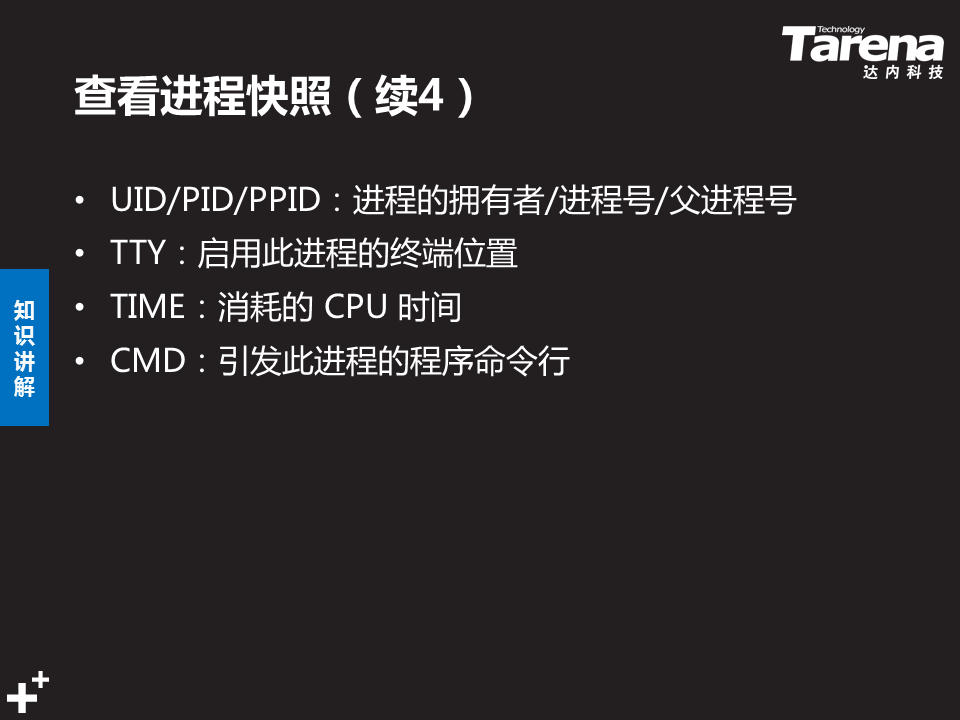 Technology
Tarena
达内科技
查看进程快照（续4）
• UID/PID/PPID：进程的拥有者/进程号/父进程号
• TTY：启用此进程的终端位置
• TIME：消耗的 CPU 时间
• CMD：引发此进程的程序命令行
知
识
讲
解